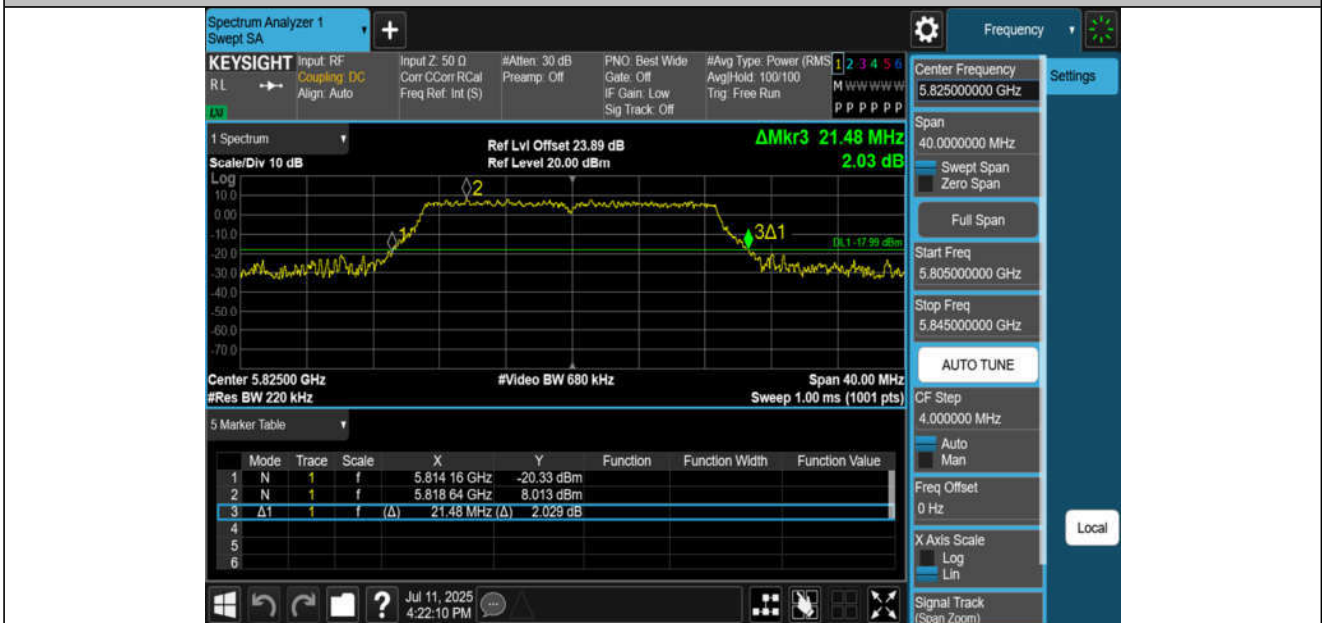 Spectrum Analyzer 1
Swept SA
+
Frequency
KEYSIGHT
RL
LXI
Input: RF
Coupling: DC
Align: Auto
Input Z: 50 Ω
Corr CCorr RCal
Freq Ref: Int (S)
#Atten: 30 dB
Preamp: Off
PNO: Best Wide
Gate: Off
IF Gain: Low
Sig Track: Off
#Avg Type: Power (RMS
Avg|Hold: 100/100
Trig: Free Run
1 2 3 4 5 6
M W W W W W
P P P P P P
1 Spectrum
Scale/Div 10 dB
Ref Lvl Offset 23.89 dB
Ref Level 20.00 dBm
ΔMkr3 21.48 MHz
2.03 dB
Log
10.0
0.00
-10.0
-20.0
-30.0
-40.0
-50.0
-60.0
-70.0
2
1
3Δ1
DL1 -17.99 dBm
Center 5.82500 GHz
#Video BW 680 kHz
Span 40.00 MHz
#Res BW 220 kHz
Sweep 1.00 ms (1001 pts)
5 Marker Table
Mode Trace Scale X Y Function Function Width Function Value
1 N 1 f 5.814 16 GHz -20.33 dBm
2 N 1 f 5.818 64 GHz 8.013 dBm
3 Δ1 1 f (Δ) 21.48 MHz (Δ) 2.029 dB
4
5
6
Jul 11, 2025
4:22:10 PM
?
Center Frequency
5.825000000 GHz
Settings
Span
40.0000000 MHz
Swept Span
Zero Span
Full Span
Start Freq
5.805000000 GHz
Stop Freq
5.845000000 GHz
AUTO TUNE
CF Step
4.000000 MHz
Auto
Man
Freq Offset
0 Hz
X Axis Scale
Log
Lin
Local
Signal Track
(Span Zoom)